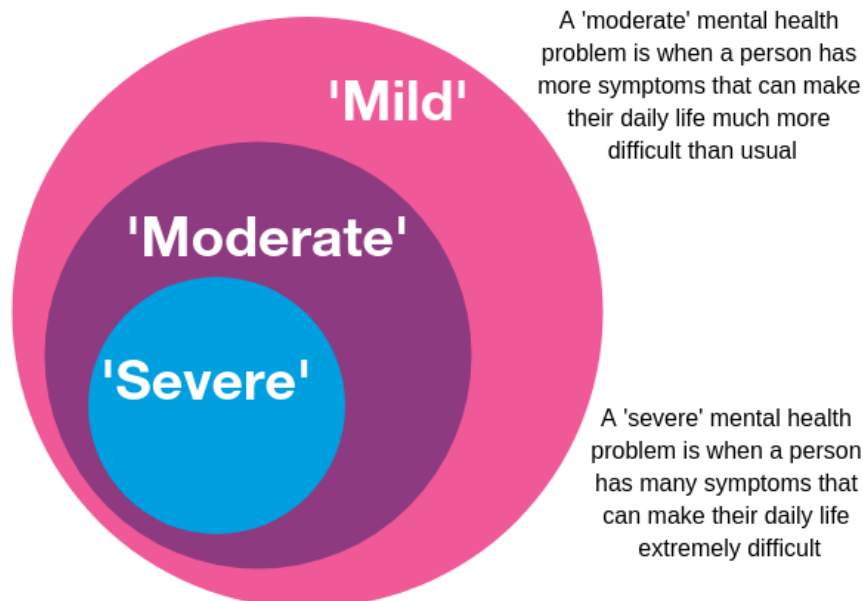 'Mild'
'Moderate'
'Severe'
A 'moderate' mental health
problem is when a person has
more symptoms that can make
their daily life much more
difficult than usual
A 'severe' mental health
problem is when a person
has many symptoms that
can make their daily life
extremely difficult